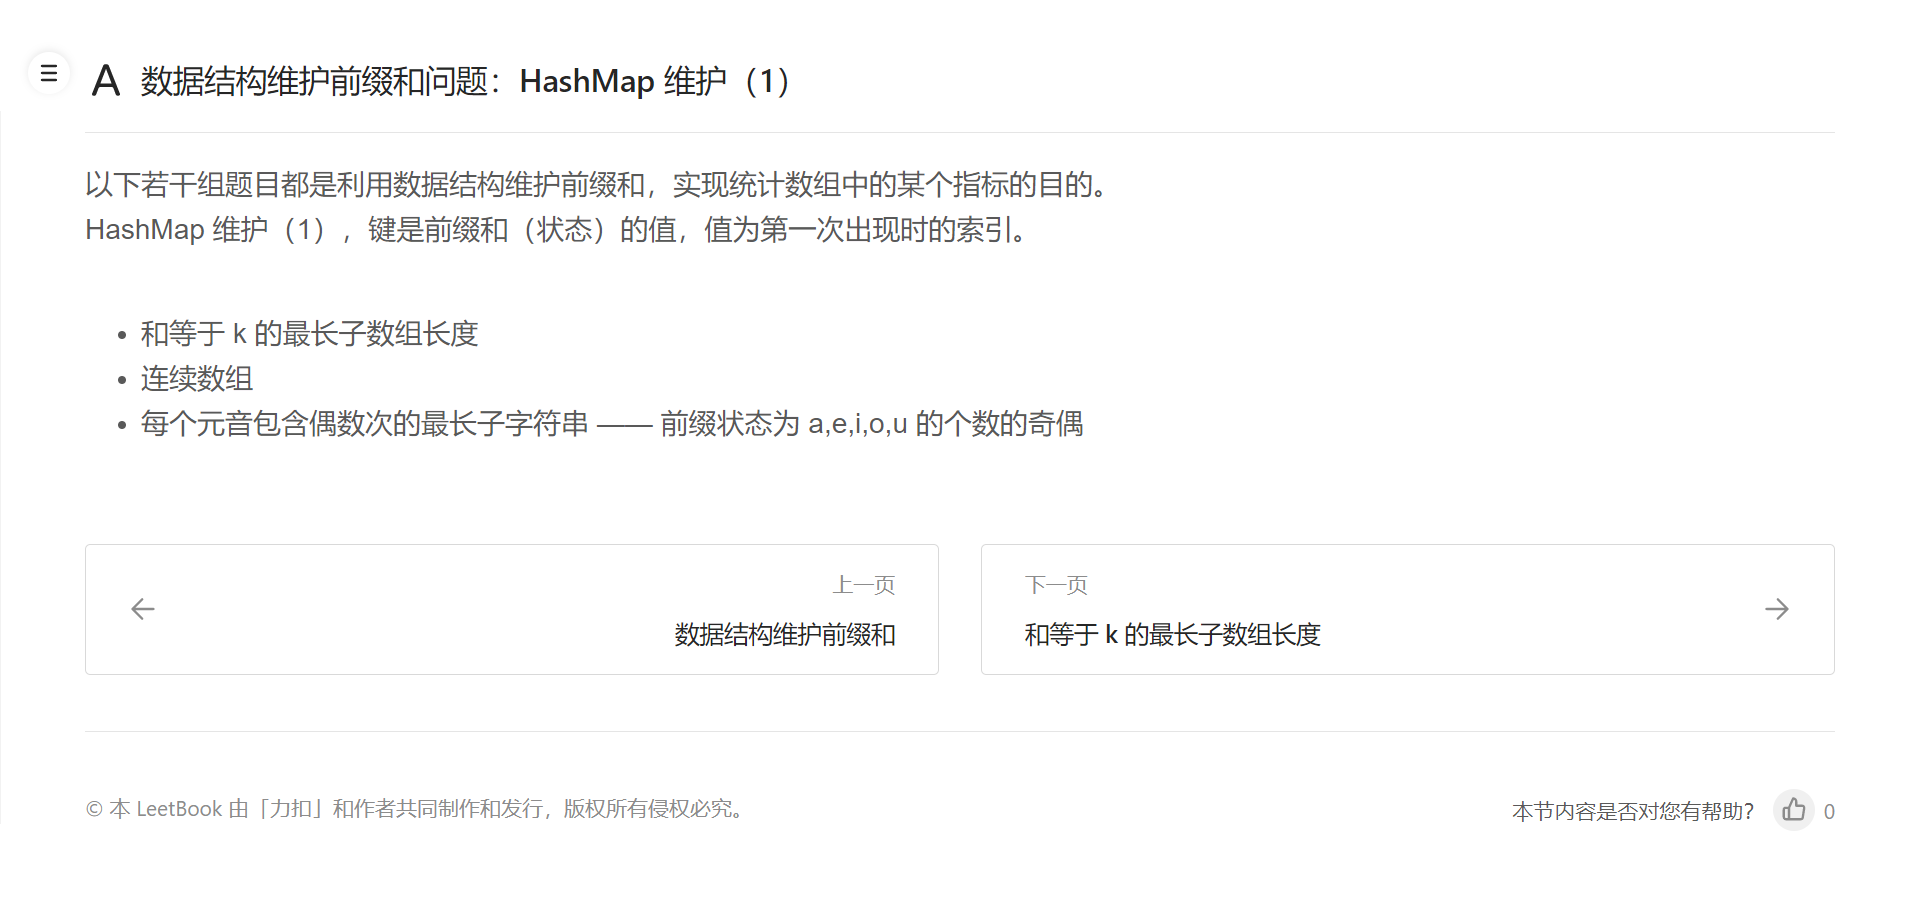 A 数据结构维护前缀和问题：HashMap 维护（1）
以下若干组题目都是利用数据结构维护前缀和，实现统计数组中的某个指标的目的。
HashMap 维护（1），键是前缀和（状态）的值，值为第一次出现时的索引。
• 和等于 k 的最长子数组长度
• 连续数组
• 每个元音包含偶数次的最长子字符串 —— 前缀状态为 a,e,i,o,u 的个数的奇偶
上一页
数据结构维护前缀和
下一页
和等于 k 的最长子数组长度
© 本 LeetBook 由「力扣」和作者共同制作和发行，版权所有侵权必究。
本节内容是否对您有帮助？ 0